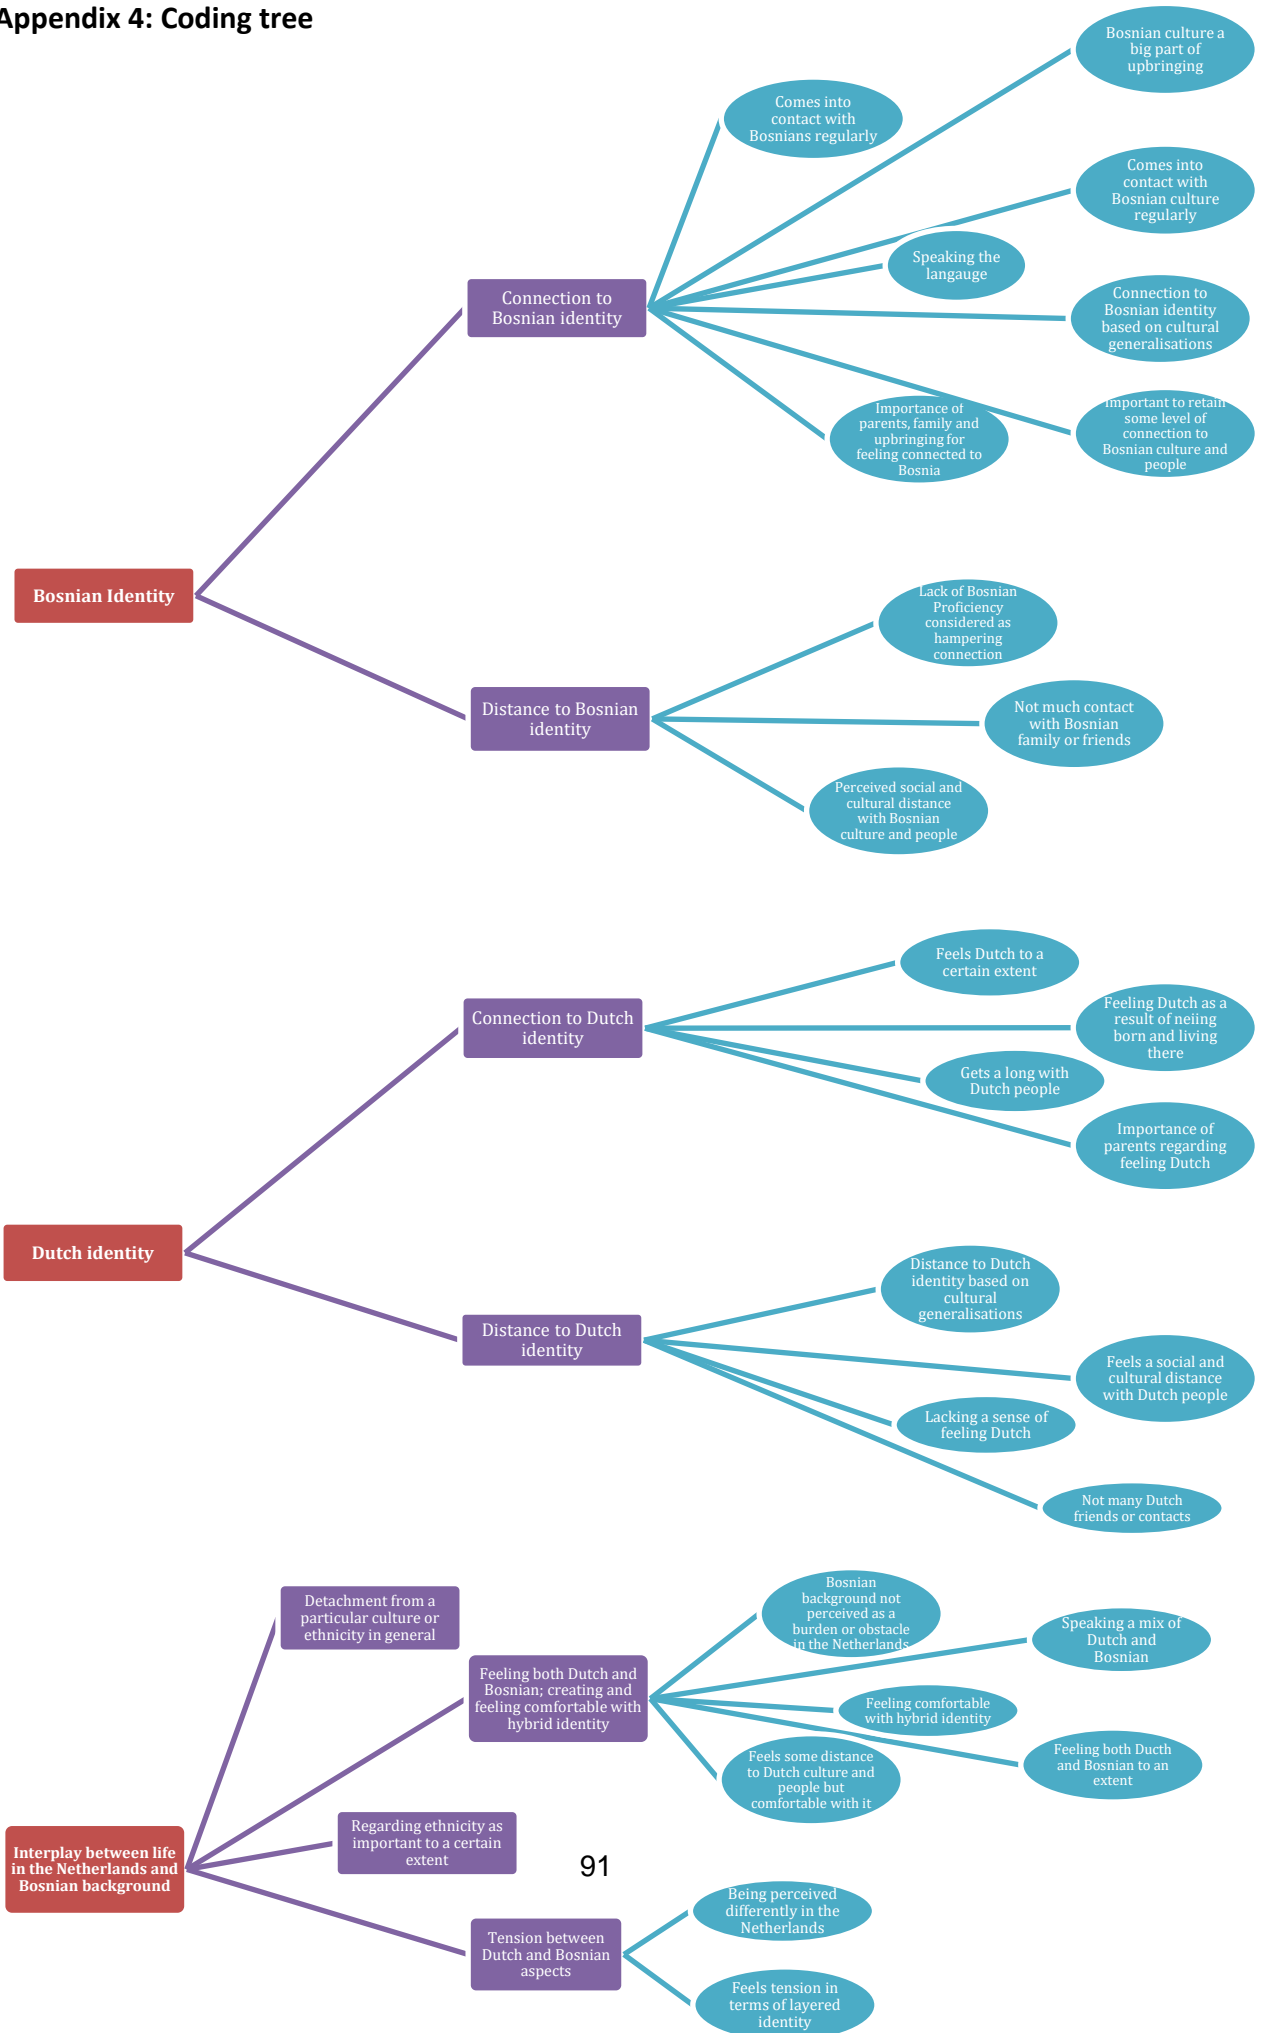 Appendix 4: Coding tree
Bosnian culture a
big part of
upbringing
Comes into
contact with
Bosnians regularly
Comes into
contact with
Bosnian culture
regularly
Speaking the
langauge
Connection to
Bosnian identity
Connection to
Bosnian identity
based on cultural
generalisations
Importance of
parents, family and
upbringing for
feeling connected to
Bosnia
Important to retain
some level of
connection to
Bosnian culture and
people
Bosnian Identity
Lack of Bosnian
Proficiency
considered as
hampering
connection
Distance to Bosnian
identity
Not much contact
with Bosnian
family or friends
Perceived social and
cultural distance
with Bosnian
culture and people
Feels Dutch to a
certain extent
Connection to Dutch
identity
Feeling Dutch as a
result of neiing
born and living
there
Gets a long with
Dutch people
Importance of
parents regarding
feeling Dutch
Dutch identity
Distance to Dutch
identity based on
cultural
generalisations
Distance to Dutch
identity
Feels a social and
cultural distance
with Dutch people
Lacking a sense of
feeling Dutch
Not many Dutch
friends or contacts
Detachment from a
particular culture or
ethnicity in general
Bosnian
background not
perceived as a
burden or obstacle
in the Netherlands
Speaking a mix of
Dutch and
Bosnian
Feeling both Dutch and
Bosnian; creating and
feeling comfortable with
hybrid identity
Feeling comfortable
with hybrid identity
Feels some distance
to Dutch culture and
people but
comfortable with it
Feeling both Ducth
and Bosnian to an
extent
Regarding ethnicity as
important to a certain
extent
Interplay between life
in the Netherlands and
Bosnian background
91
Being perceived
differently in the
Netherlands
Tension between
Dutch and Bosnian
aspects
Feels tension in
terms of layered
identity